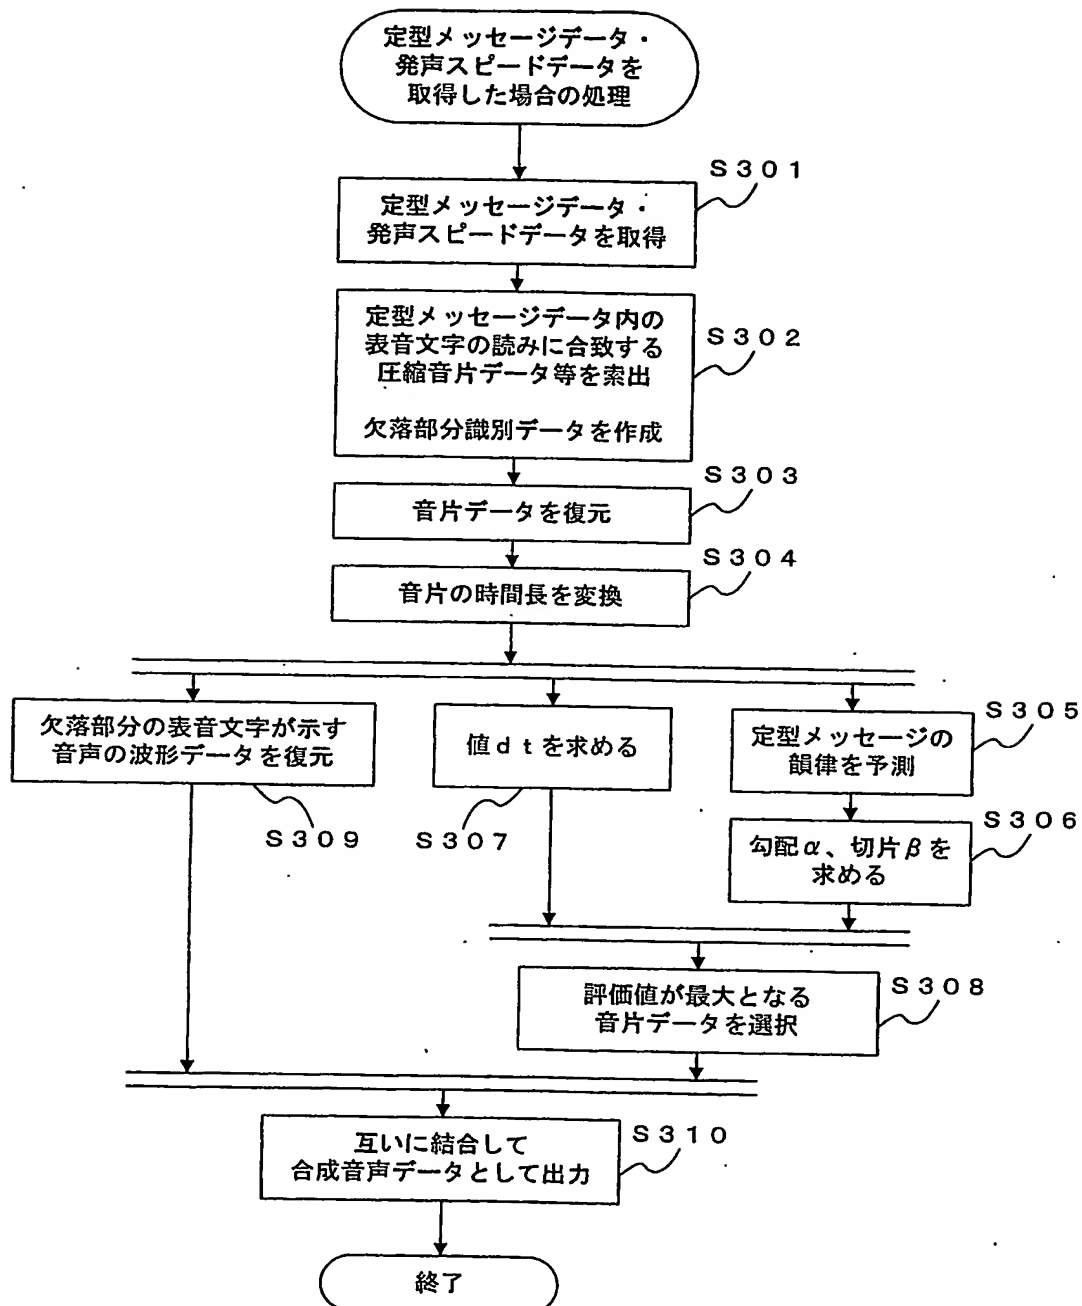 定型メッセージデータ・
発声スピードデータを
取得した場合の処理
S301
定型メッセージデータ・
発声スピードデータを取得
S302
定型メッセージデータ内の
表音文字の読みに合致する
圧縮音片データ等を索出
欠落部分識別データを作成
S303
音片データを復元
S304
音片の時間長を変換
欠落部分の表音文字が示す
音声の波形データを復元
S309
値dtを求める
S307
S305
定型メッセージの
韻律を予測
S306
勾配α、切片βを
求める
S308
評価値が最大となる
音片データを選択
S310
互いに結合して
合成音声データとして出力
終了